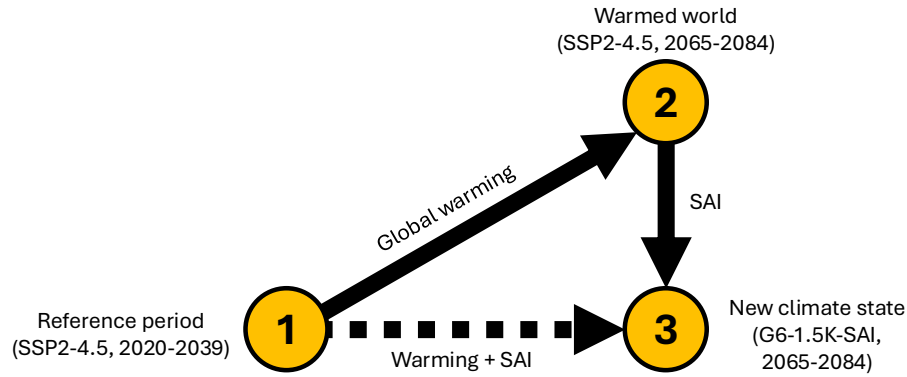 Warmed world
(SSP2-4.5, 2065-2084)
2
Global warming
SAI
Reference period
(SSP2-4.5, 2020-2039)
1
Warming + SAI
3
New climate state
(G6-1.5K-SAI,
2065-2084)